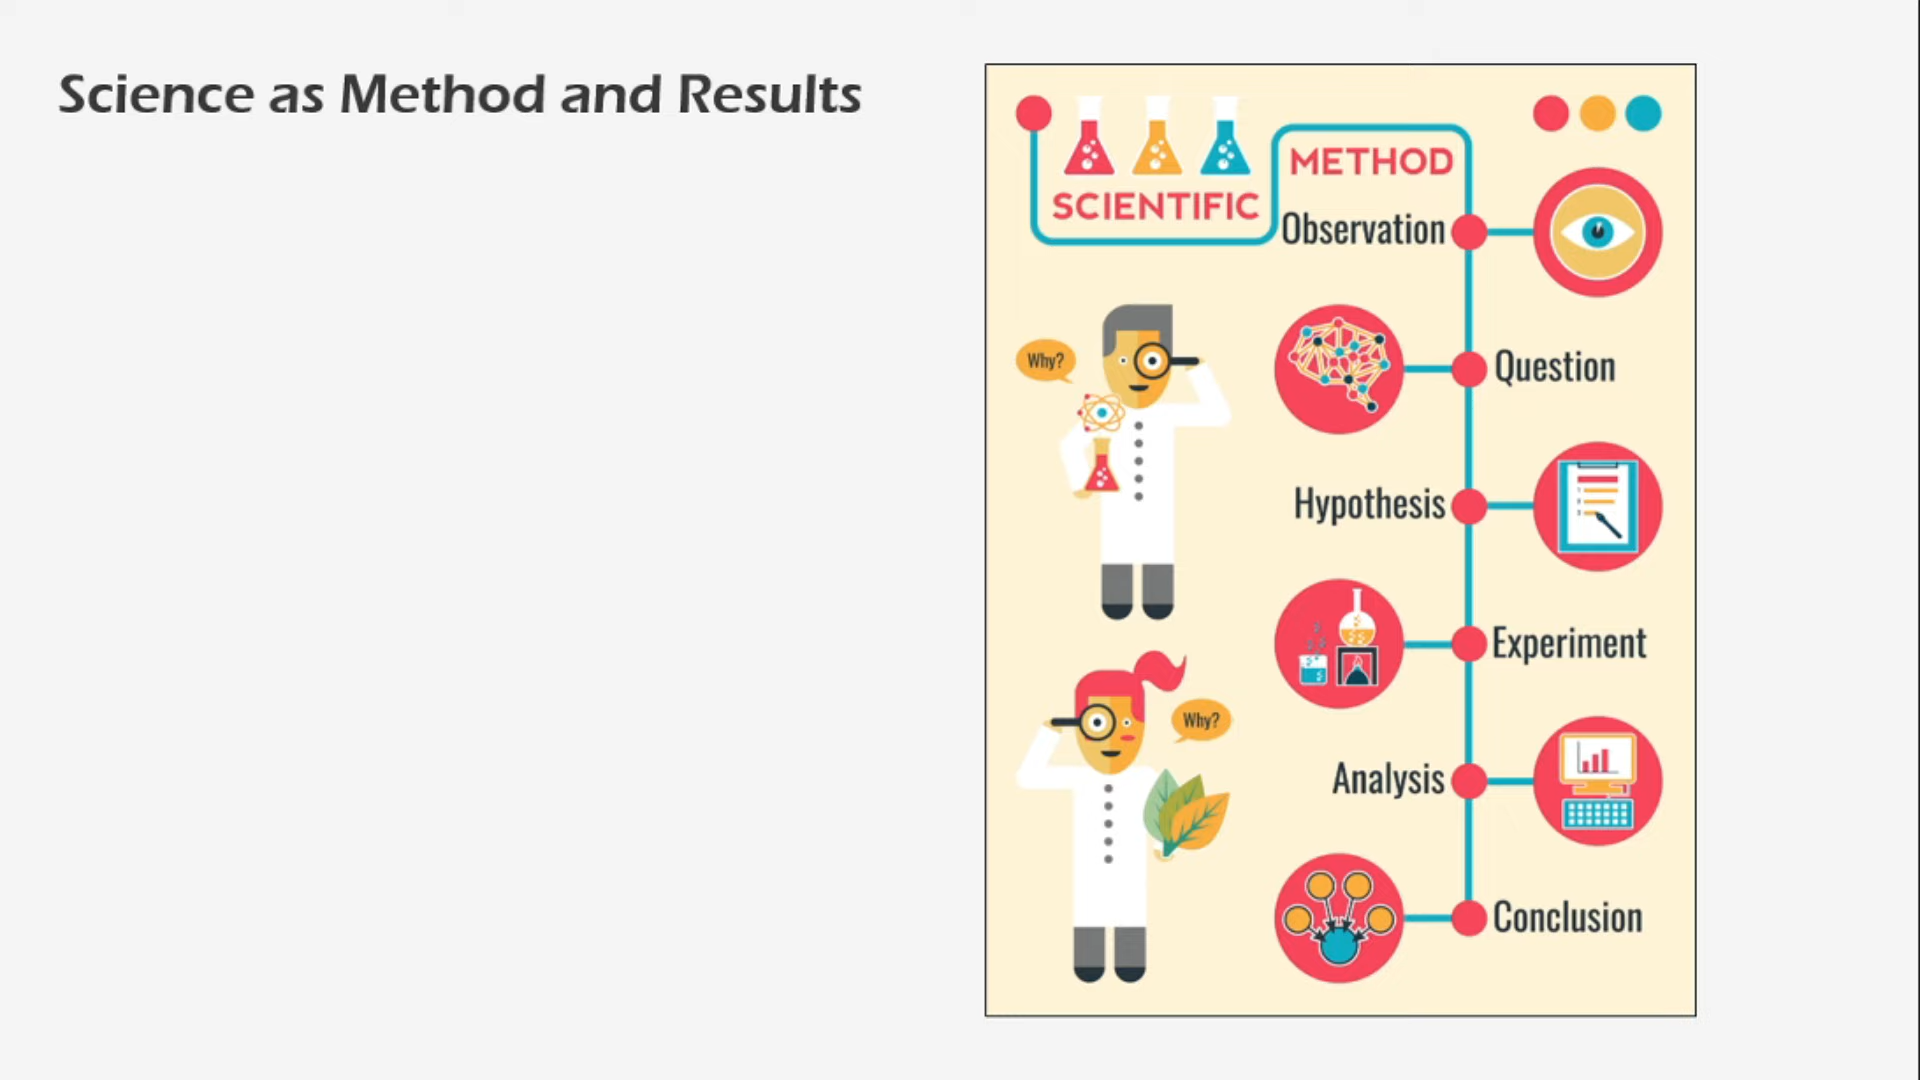 Science as Method and Results
SCIENTIFIC
METHOD
Observation
Why?
Question
Hypothesis
Experiment
Why?
Analysis
Conclusion